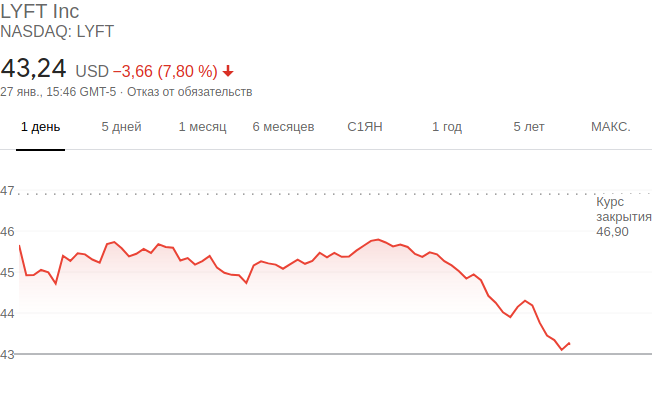 LYFT Inc
NASDAQ: LYFT
43,24 USD −3,66 (7,80 %)
27 янв., 15:46 GMT-5 · Отказ от обязательств
1 день 5 дней 1 месяц 6 месяцев С1ЯН 1 год 5 лет МАКС.
47
Курс
закрытия
46,90
46
45
44
43